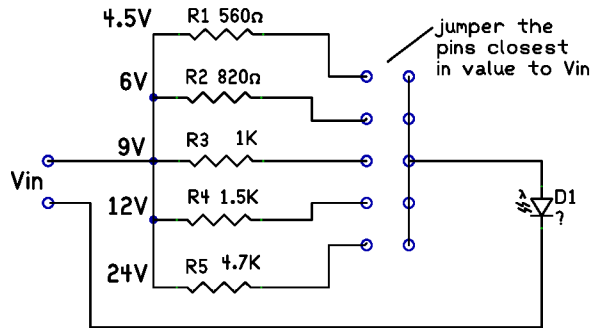 4.5V
R1 560Ω
jumper the
pins closest
in value to Vin
6V
R2 820Ω
9V
R3 1K
Vin
12V
R4 1.5K
D1
?
λ
24V
R5 4.7K